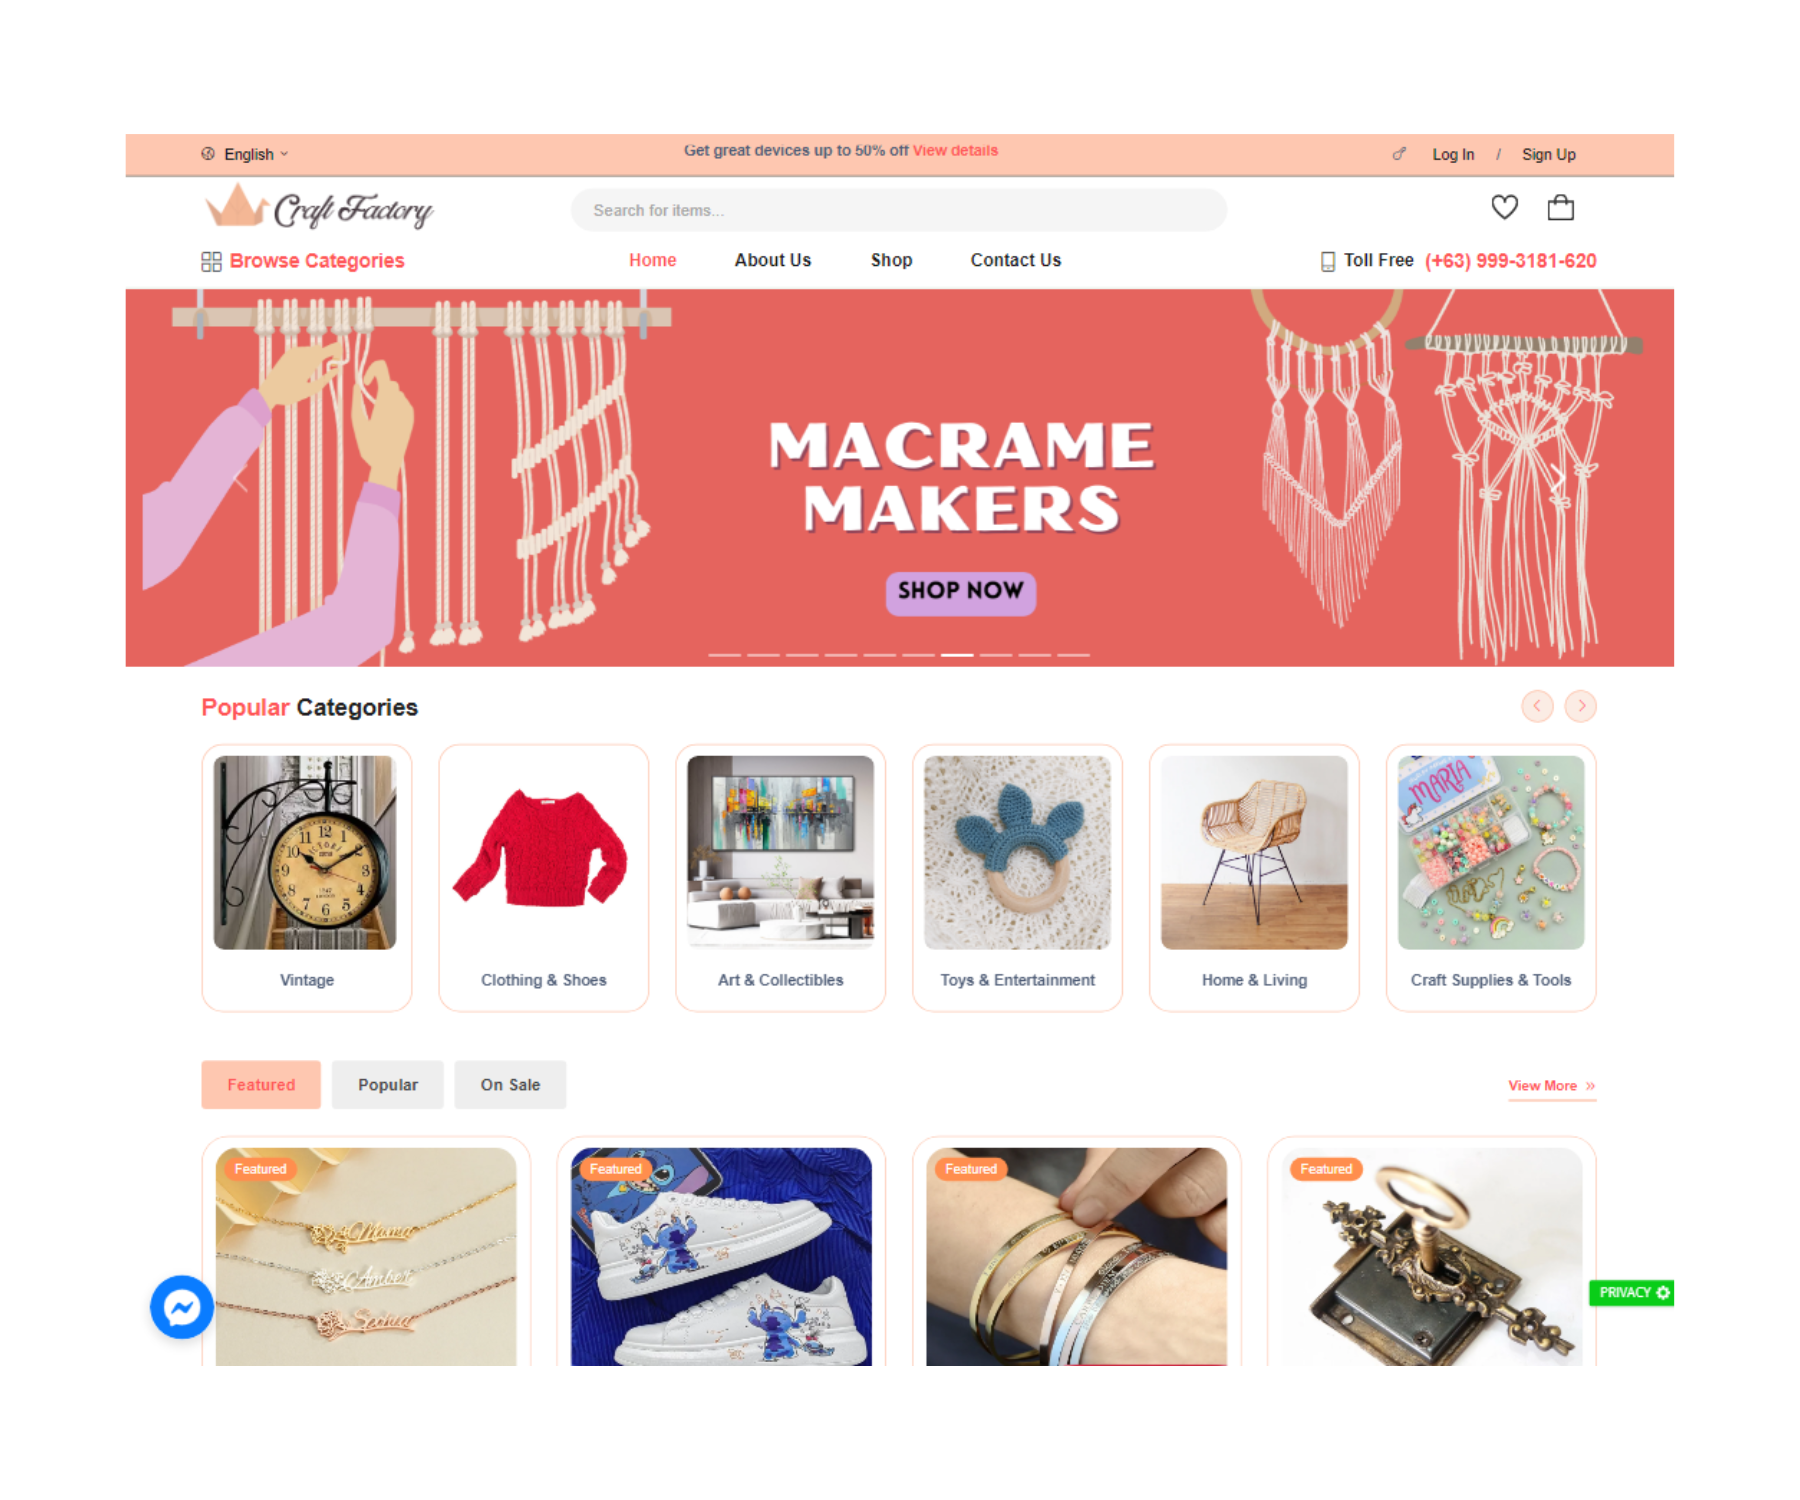 English
Get great devices up to 50% off View details
Log In / Sign Up
Craft Factory
Search for items...
Browse Categories
Home
About Us
Shop
Contact Us
Toll Free (+63) 999-3181-620
MACRAME
MAKERS
SHOP NOW
Popular Categories
MARIA
Vintage
Clothing & Shoes
Art & Collectibles
Toys & Entertainment
Home & Living
Craft Supplies & Tools
Featured
Popular
On Sale
View More »
Featured
Featured
Featured
Featured
Mama
Amber
PRIVACY